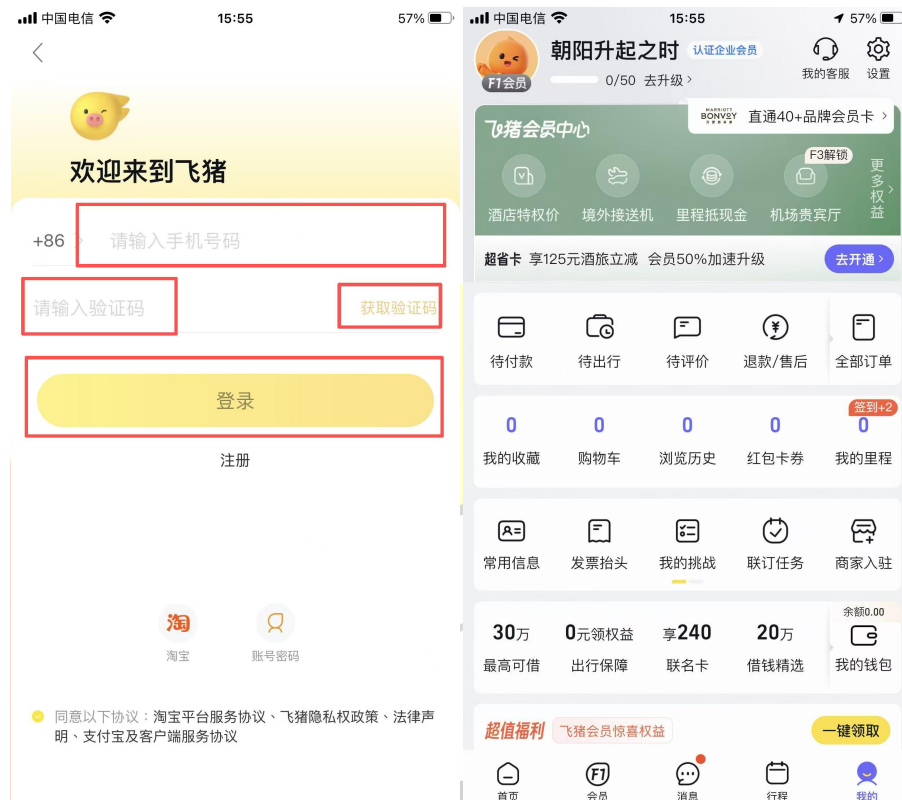 中国电信 15:55 57%
欢迎来到飞猪
+86 请输入手机号码
请输入验证码 获取验证码
登录
注册
淘
淘宝 账号密码
同意以下协议：淘宝平台服务协议、飞猪隐私权政策、法律声
明、支付宝及客户端服务协议
中国电信 15:55 57%
朝阳升起之时 认证企业会员
F1会员 0/50 去升级
我的客服 设置
飞猪会员中心
MARRIOTT
BONVOY
直通40+品牌会员卡
F3解锁
酒店特权价 境外接送机 里程抵现金 机场贵宾厅 更多权益
超省卡 享125元酒旅立减 会员50%加速升级 去开通
待付款 待出行 待评价 退款/售后 全部订单
签到+2
0 0 0 0 0
我的收藏 购物车 浏览历史 红包卡券 我的里程
常用信息 发票抬头 我的挑战 联订任务 商家入驻
余额0.00
30万 0元领权益 享240 20万
最高可借 出行保障 联名卡 借钱精选 我的钱包
超值福利 飞猪会员惊喜权益 一键领取
F1
首页 会员 消息 行程 我的